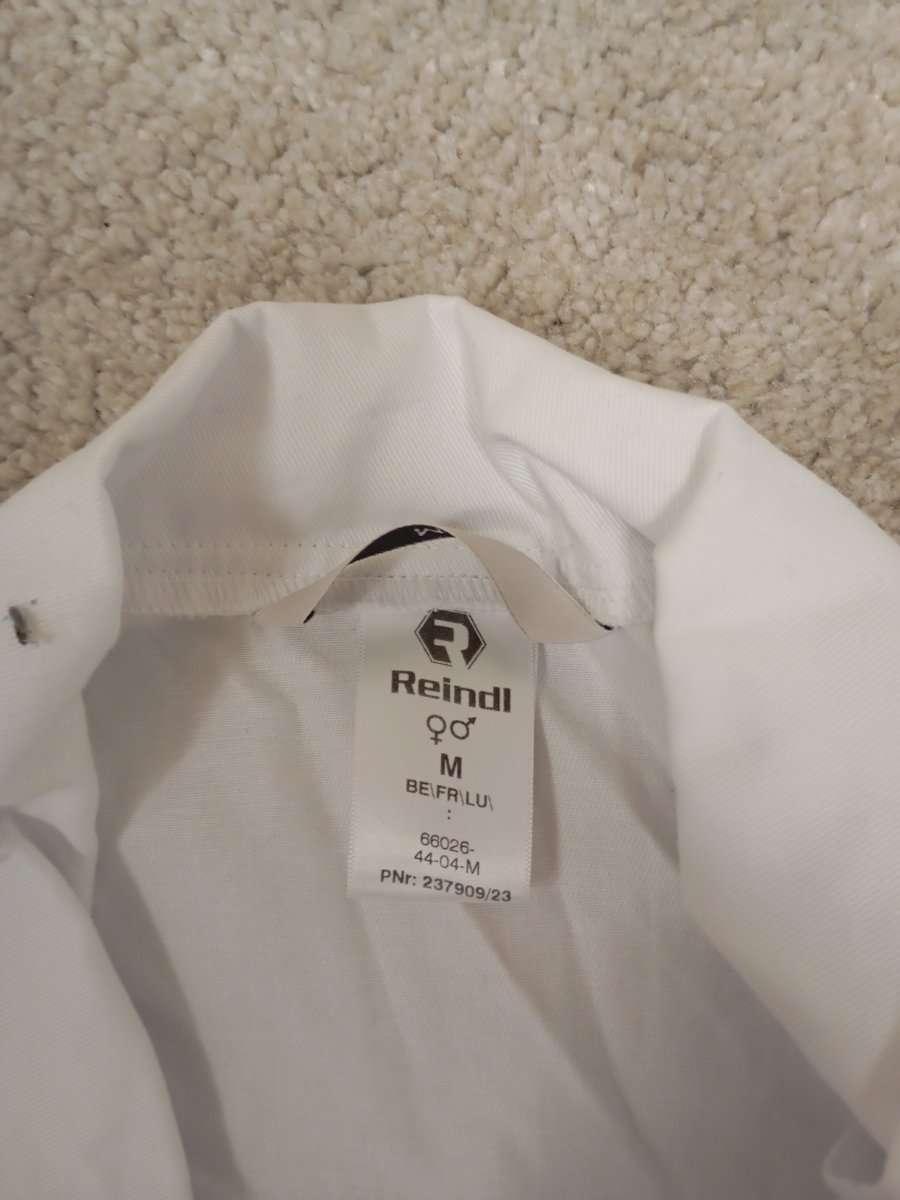 Reindl
♀♂
M
BE\FR\LU\
:
66026-
44-04-M
PNr: 237909/23